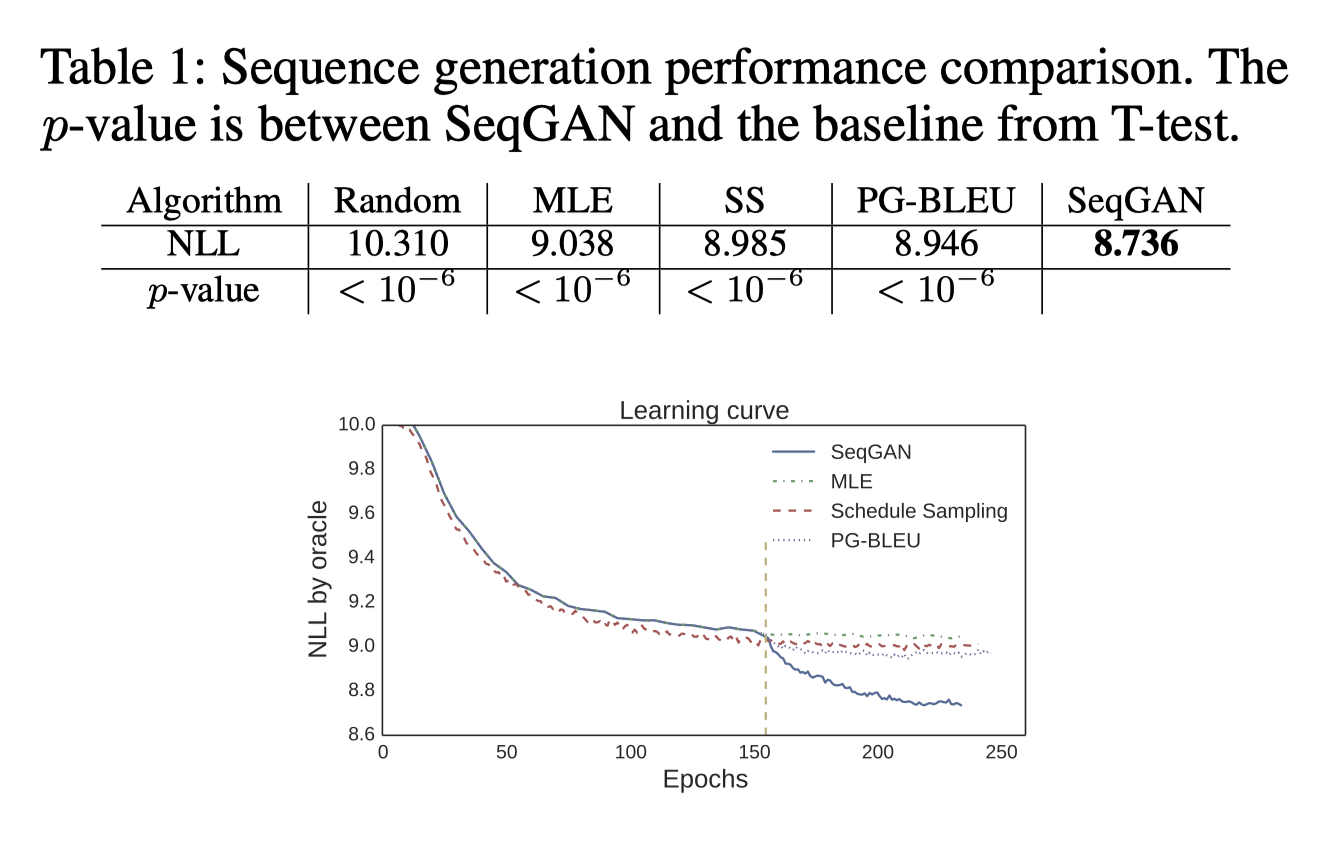 Table 1: Sequence generation performance comparison. The
p-value is between SeqGAN and the baseline from T-test.
Algorithm Random MLE SS PG-BLEU SeqGAN
NLL 10.310 9.038 8.985 8.946 8.736
p-value < 10⁻⁶ < 10⁻⁶ < 10⁻⁶ < 10⁻⁶
Learning curve
10.0
9.8
9.6
9.4
9.2
9.0
8.8
8.6
NLL by oracle
SeqGAN
MLE
Schedule Sampling
PG-BLEU
0 50 100 150 200 250
Epochs